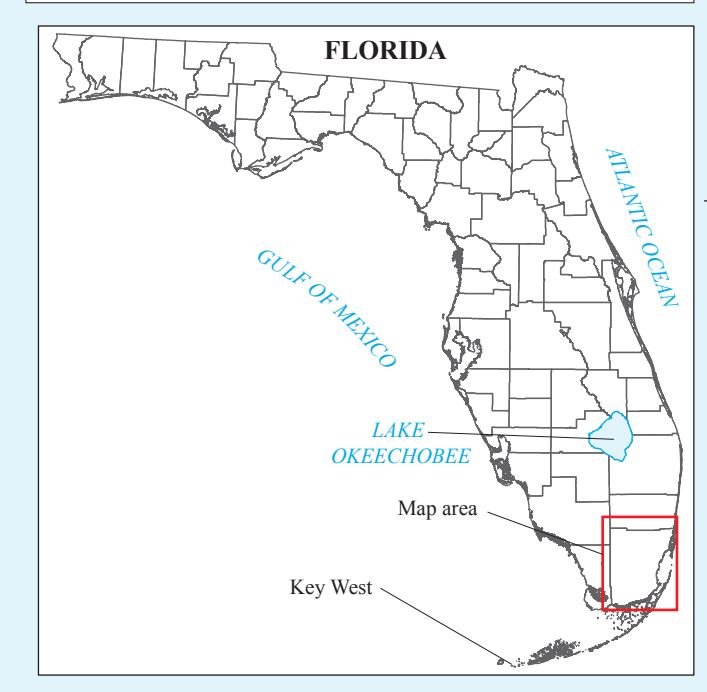 FLORIDA
ATLANTIC OCEAN
GULF OF MEXICO
LAKE
OKEECHOBEE
Map area
Key West